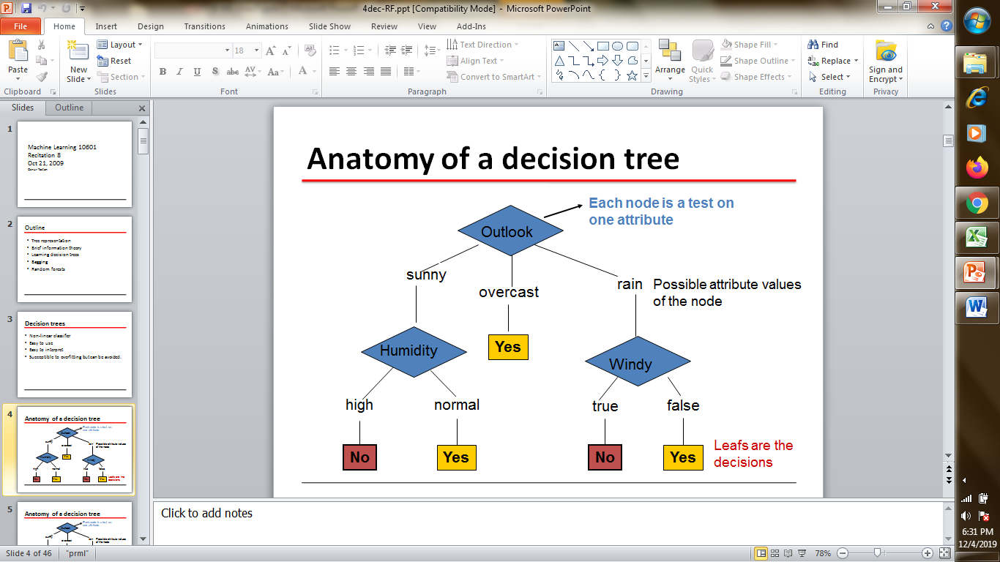 4dec-RF.ppt [Compatibility Mode] - Microsoft PowerPoint
File Home Insert Design Transitions Animations Slide Show Review View Add-Ins
Paste
Clipboard
New Slide
Layout
Reset
Section
Slides
18
B I U S abc AV Aa A
Font
Text Direction
Align Text
Convert to SmartArt
Paragraph
Arrange
Quick Styles
Shape Fill
Shape Outline
Shape Effects
Drawing
Find
Replace
Select
Editing
Sign and Encrypt
Privacy
Slides Outline
1
Machine Learning 10601
Recitation 8
Oct 21, 2009
2
Outline
Tree representation
Brief information theory
Learning decision trees
Bagging
Random forests
3
Decision trees
Non-linear classifier
Easy to use
Easy to interpret
Succeptible to overfitting but can be avoided.
4
Anatomy of a decision tree
5
Anatomy of a decision tree
Anatomy of a decision tree
Each node is a test on
one attribute
Outlook
sunny
overcast
rain
Possible attribute values
of the node
Humidity
Yes
Windy
high
normal
true
false
No
Yes
No
Yes
Leafs are the
decisions
Click to add notes
Slide 4 of 46
"prml"
78%
6:31 PM
12/4/2019